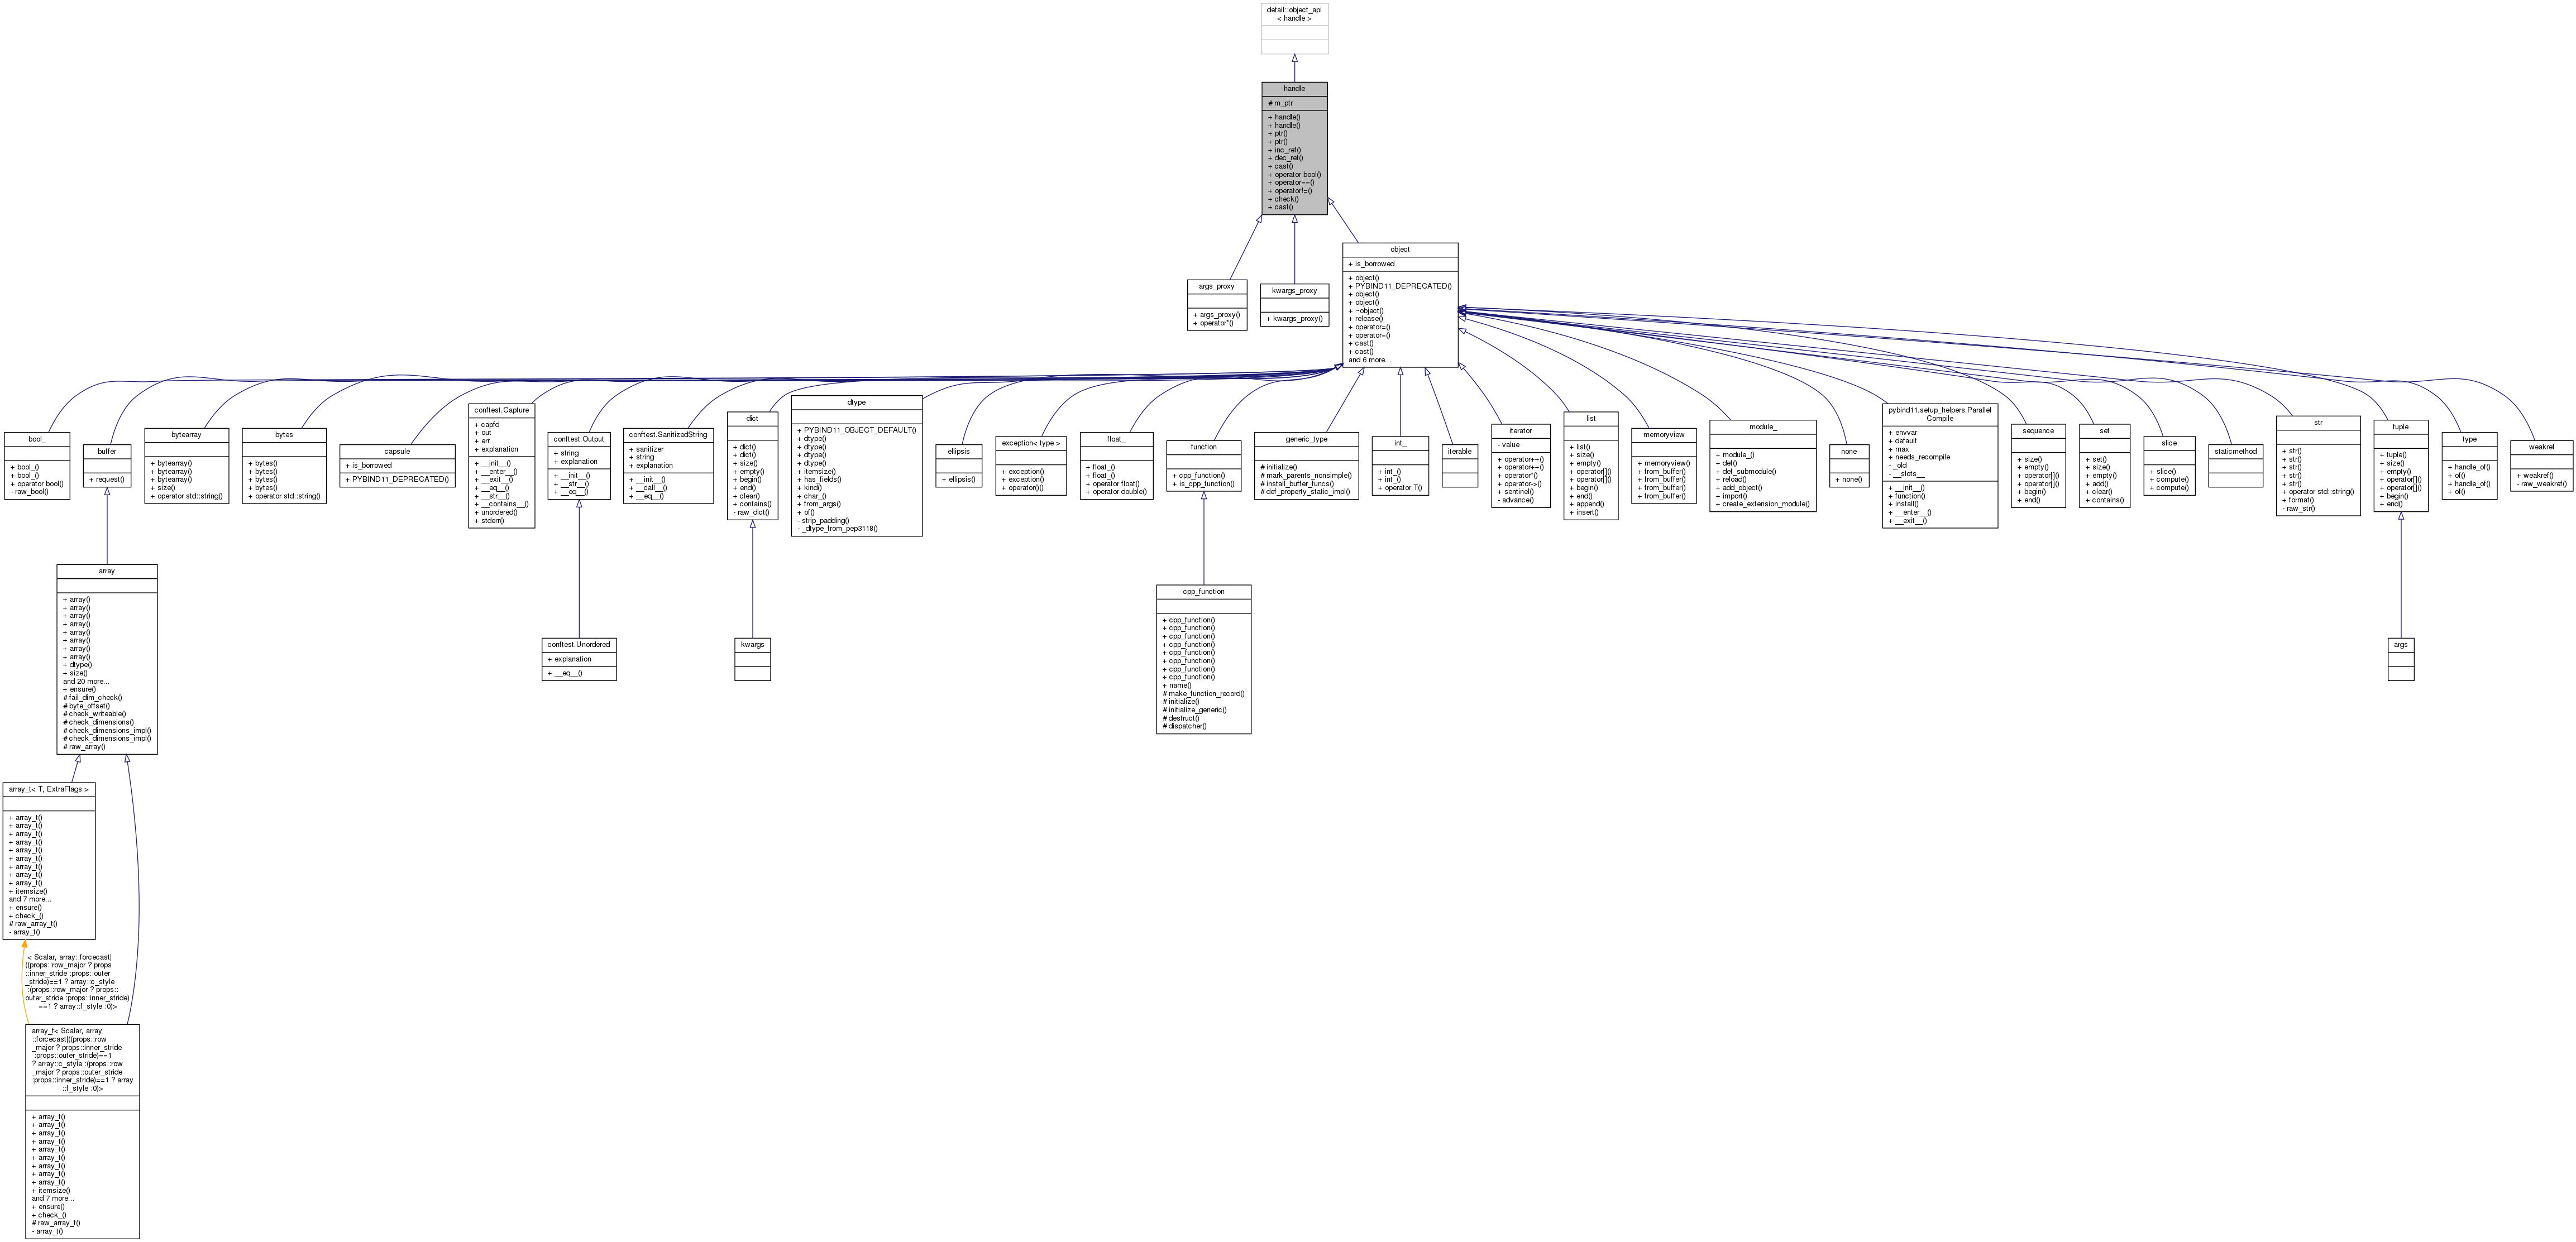 detail::object_api
< handle >
handle
# m_ptr
+ handle()
+ handle()
+ ptr()
+ ptr()
+ inc_ref()
+ dec_ref()
+ cast()
+ operator bool()
+ operator==()
+ operator!=()
+ check()
+ cast()
args_proxy
+ args_proxy()
+ operator*()
kwargs_proxy
+ kwargs_proxy()
object
+ is_borrowed
+ object()
+ PYBIND11_DEPRECATED()
+ object()
+ object()
+ ~object()
+ release()
+ operator=()
+ operator=()
+ cast()
+ cast()
and 6 more...
bool_
+ bool_()
+ bool_()
+ operator bool()
- raw_bool()
buffer
+ request()
bytearray
+ bytearray()
+ bytearray()
+ bytearray()
+ size()
+ operator std::string()
bytes
+ bytes()
+ bytes()
+ bytes()
+ bytes()
+ operator std::string()
capsule
+ is_borrowed
+ PYBIND11_DEPRECATED()
conftest.Capture
+ capfd
+ out
+ err
+ explanation
+ __init__()
+ __enter__()
+ __exit__()
+ __eq__()
+ __str__()
+ __contains__()
+ unordered()
+ stderr()
conftest.Output
+ string
+ explanation
+ __init__()
+ __str__()
+ __eq__()
conftest.SanitizedString
+ sanitizer
+ string
+ explanation
+ __init__()
+ __call__()
+ __eq__()
dict
+ dict()
+ dict()
+ size()
+ empty()
+ begin()
+ end()
+ clear()
+ contains()
- raw_dict()
dtype
+ PYBIND11_OBJECT_DEFAULT()
+ dtype()
+ dtype()
+ dtype()
+ dtype()
+ itemsize()
+ has_fields()
+ kind()
+ char_()
+ from_args()
+ of()
- strip_padding()
- _dtype_from_pep3118()
ellipsis
+ ellipsis()
exception< type >
+ exception()
+ exception()
+ operator()()
float_
+ float_()
+ float_()
+ operator float()
+ operator double()
function
+ cpp_function()
+ is_cpp_function()
generic_type
# initialize()
# mark_parents_nonsimple()
# install_buffer_funcs()
# def_property_static_impl()
int_
+ int_()
+ int_()
+ operator T()
iterable
iterator
- value
+ operator++()
+ operator++()
+ operator*()
+ operator->()
+ sentinel()
- advance()
list
+ list()
+ size()
+ empty()
+ operator[]()
+ operator[]()
+ begin()
+ end()
+ append()
+ insert()
memoryview
+ memoryview()
+ from_buffer()
+ from_buffer()
+ from_buffer()
+ from_buffer()
module_
+ module_()
+ def()
+ def_submodule()
+ reload()
+ add_object()
+ import()
+ create_extension_module()
none
+ none()
pybind11.setup_helpers.Parallel
Compile
+ envvar
+ default
+ max
+ needs_recompile
- _old
- __slots__
+ __init__()
+ function()
+ install()
+ __enter__()
+ __exit__()
sequence
+ size()
+ empty()
+ operator[]()
+ operator[]()
+ begin()
+ end()
set
+ set()
+ size()
+ empty()
+ add()
+ clear()
+ contains()
slice
+ slice()
+ compute()
+ compute()
staticmethod
str
+ str()
+ str()
+ str()
+ str()
+ str()
+ operator std::string()
+ format()
- raw_str()
tuple
+ tuple()
+ size()
+ empty()
+ operator[]()
+ operator[]()
+ begin()
+ end()
type
+ handle_of()
+ of()
+ handle_of()
+ of()
weakref
+ weakref()
- raw_weakref()
array
+ array()
+ array()
+ array()
+ array()
+ array()
+ array()
+ array()
+ array()
+ dtype()
+ size()
and 20 more...
+ ensure()
# fail_dim_check()
# byte_offset()
# check_writeable()
# check_dimensions()
# check_dimensions_impl()
# check_dimensions_impl()
# raw_array()
conftest.Unordered
+ explanation
+ __eq__()
kwargs
cpp_function
+ cpp_function()
+ cpp_function()
+ cpp_function()
+ cpp_function()
+ cpp_function()
+ cpp_function()
+ cpp_function()
+ cpp_function()
+ name()
# make_function_record()
# initialize()
# initialize_generic()
# destruct()
# dispatcher()
args
array_t< T, ExtraFlags >
+ array_t()
+ array_t()
+ array_t()
+ array_t()
+ array_t()
+ array_t()
+ array_t()
+ array_t()
+ array_t()
+ itemsize()
and 7 more...
+ ensure()
+ check_()
# raw_array_t()
- array_t()
< Scalar, array::forcecast|
((props::row_major ? props
::inner_stride :props::outer
_stride)==1 ? array::c_style
:(props::row_major ? props::
outer_stride :props::inner_stride)
==1 ? array::f_style :0)>
array_t< Scalar, array
::forcecast|((props::row
_major ? props::inner_stride
:props::outer_stride)==1
? array::c_style :(props::row
_major ? props::outer_stride
:props::inner_stride)==1 ? array
::f_style :0)>
+ array_t()
+ array_t()
+ array_t()
+ array_t()
+ array_t()
+ array_t()
+ array_t()
+ array_t()
+ array_t()
+ itemsize()
and 7 more...
+ ensure()
+ check_()
# raw_array_t()
- array_t()